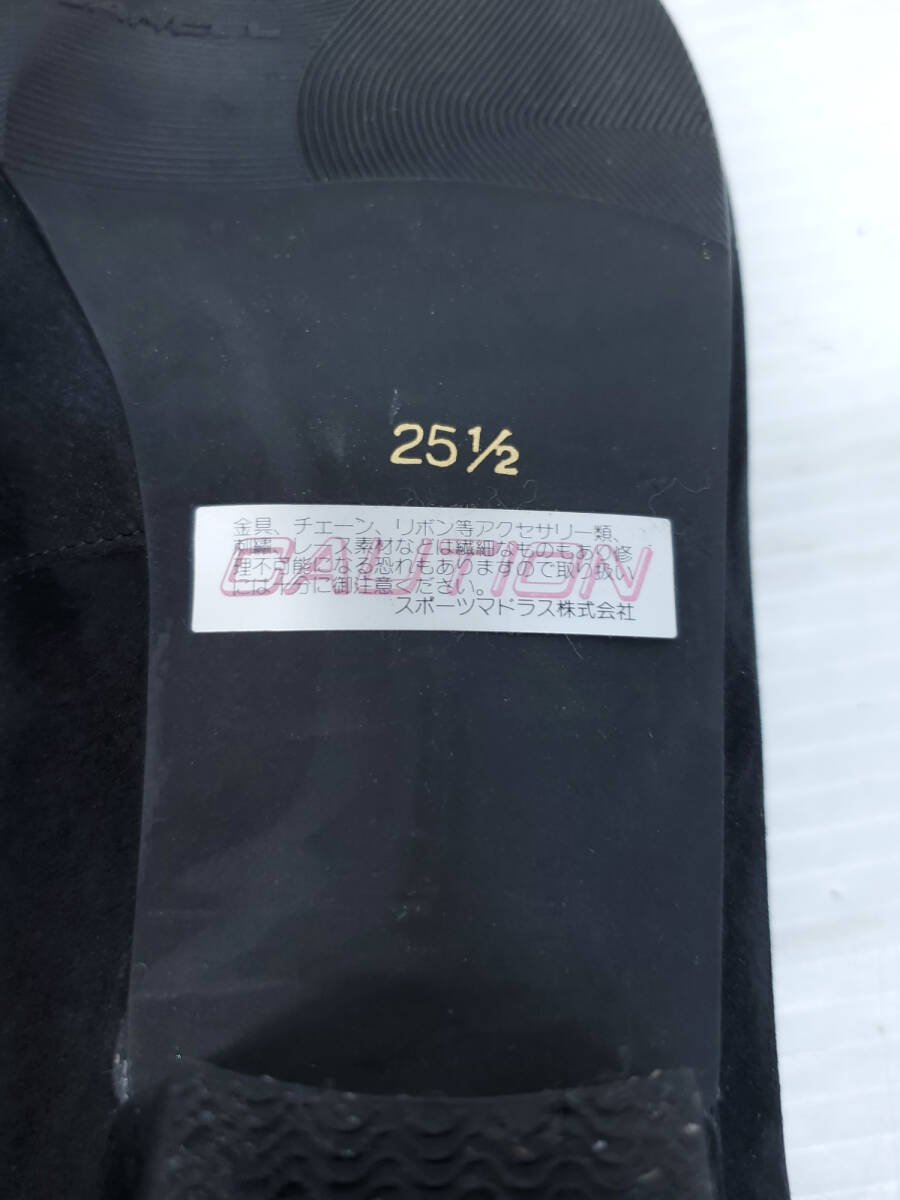 25½
金具、チェーン、リボン等アクセサリー類、
刺繍、レース素材などは繊細なものもあり修
理不可能になる恐れもありますので取り扱い
には十分に御注意ください。
スポーツマドラス株式会社
CAUTION